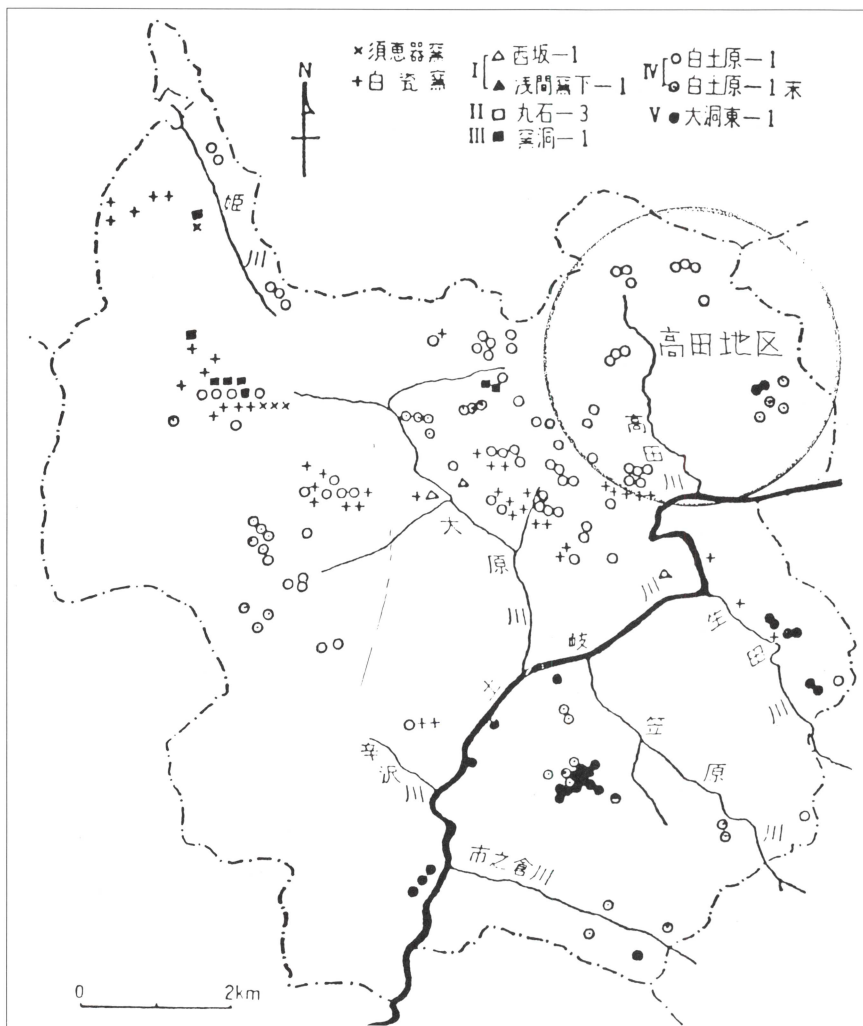 ×須恵器窯
+白瓷窯
N
I
△西坂―1
▲浅間窯下―1
II □ 丸石―3
III ■ 窯洞―1
IV
○白土原―1
白土原―1末
V ●大洞東―1
姫川
高田地区
高田川
大原川
土岐川
生田川
笠原川
辛沢川
市之倉川
0 2km